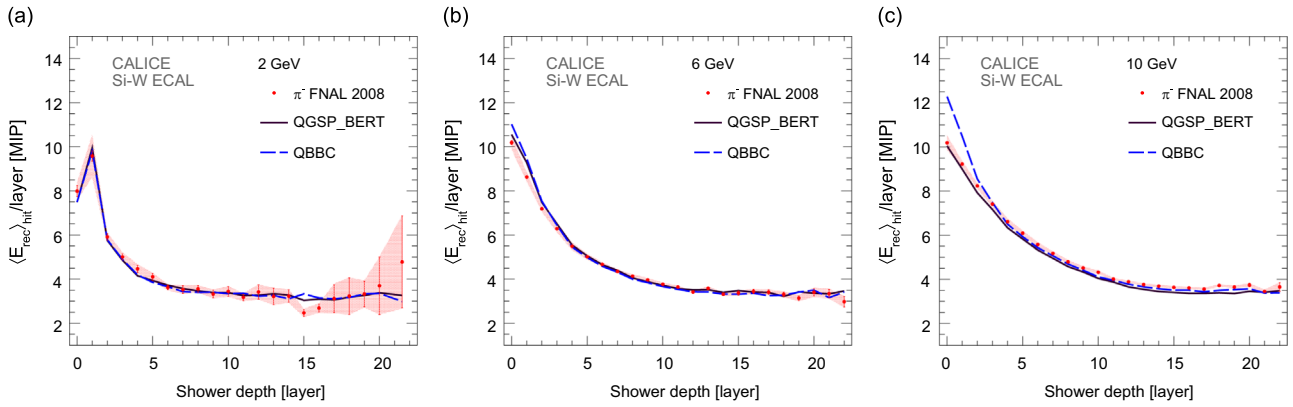 (a)
⟨E_rec⟩_hit/layer [MIP]
14
12
10
8
6
4
2
CALICE
Si-W ECAL
2 GeV
π⁻ FNAL 2008
QGSP_BERT
QBBC
0 5 10 15 20
Shower depth [layer]
(b)
⟨E_rec⟩_hit/layer [MIP]
14
12
10
8
6
4
2
CALICE
Si-W ECAL
6 GeV
π⁻ FNAL 2008
QGSP_BERT
QBBC
0 5 10 15 20
Shower depth [layer]
(c)
⟨E_rec⟩_hit/layer [MIP]
14
12
10
8
6
4
2
CALICE
Si-W ECAL
10 GeV
π⁻ FNAL 2008
QGSP_BERT
QBBC
0 5 10 15 20
Shower depth [layer]